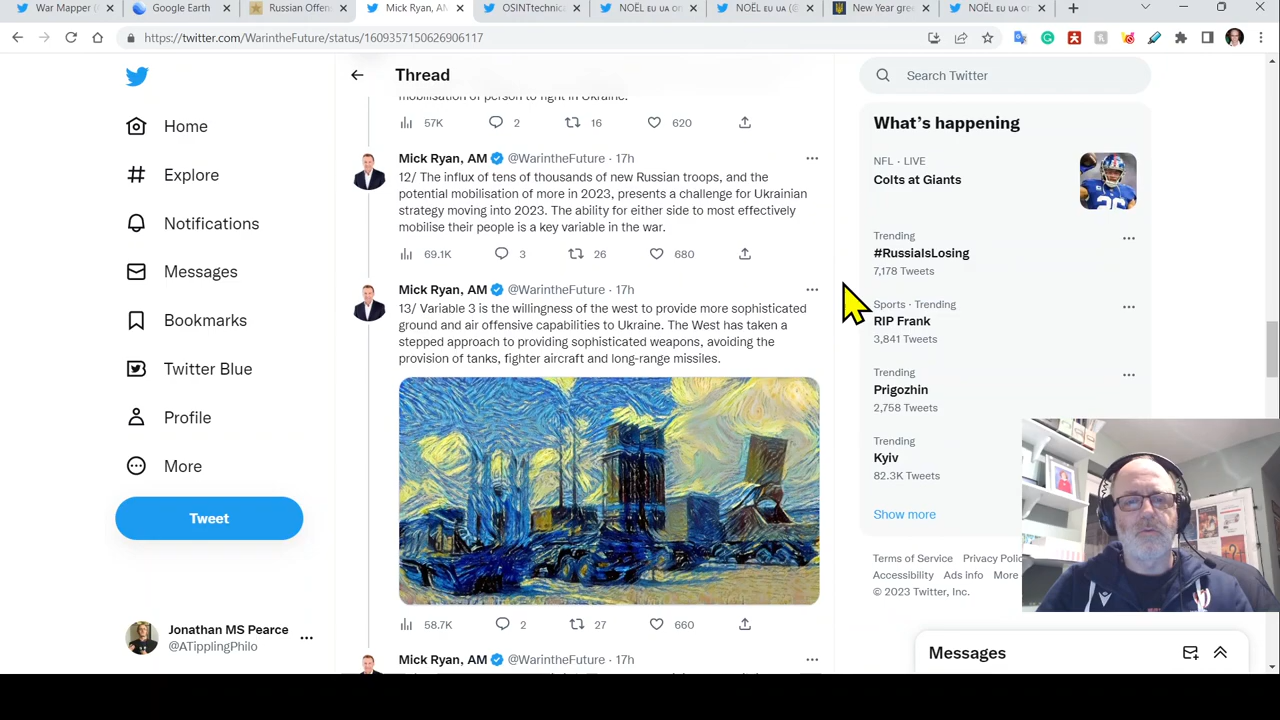 War Mapper (
Google Earth
Russian Offen
Mick Ryan, AM
OSINTtechnica
NOËL EU UA on
NOËL EU UA (@
New Year gree
NOËL EU UA on
https://twitter.com/WarintheFuture/status/1609357150626906117
Home
Explore
Notifications
Messages
Bookmarks
Twitter Blue
Profile
More
Tweet
Jonathan MS Pearce
@ATipplingPhilo
Thread
mobilisation of person to fight in Ukraine.
57K 2 16 620
Mick Ryan, AM @WarintheFuture · 17h
12/ The influx of tens of thousands of new Russian troops, and the
potential mobilisation of more in 2023, presents a challenge for Ukrainian
strategy moving into 2023. The ability for either side to most effectively
mobilise their people is a key variable in the war.
69.1K 3 26 680
Mick Ryan, AM @WarintheFuture · 17h
13/ Variable 3 is the willingness of the west to provide more sophisticated
ground and air offensive capabilities to Ukraine. The West has taken a
stepped approach to providing sophisticated weapons, avoiding the
provision of tanks, fighter aircraft and long-range missiles.
58.7K 2 27 660
Mick Ryan, AM @WarintheFuture · 17h
Search Twitter
What's happening
NFL · LIVE
Colts at Giants
Trending
#RussiaIsLosing
7,178 Tweets
Sports · Trending
RIP Frank
3,841 Tweets
Trending
Prigozhin
2,758 Tweets
Trending
Kyiv
82.3K Tweets
Show more
Terms of Service Privacy Polic
Accessibility Ads info More
© 2023 Twitter, Inc.
Messages